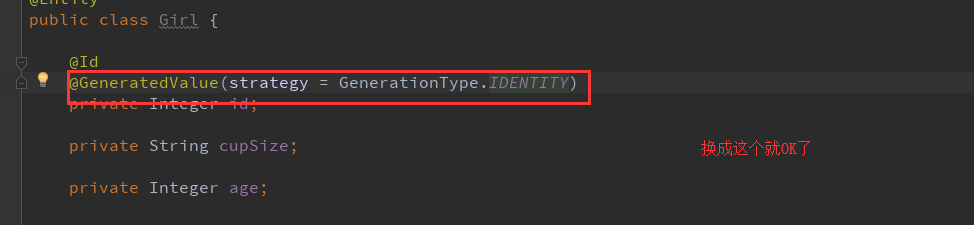 @Entity
public class Girl {
@Id
@GeneratedValue(strategy = GenerationType.IDENTITY)
private Integer id;
private String cupSize;
换成这个就OK了
private Integer age;